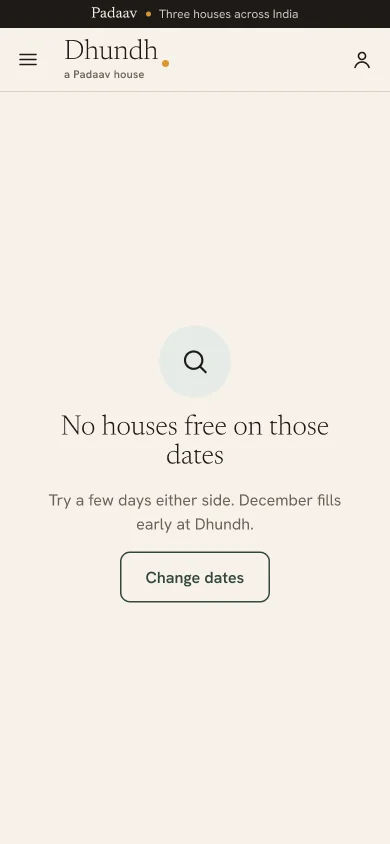 Padaav • Three houses across India
Dhundh.
a Padaav house
No houses free on those
dates
Try a few days either side. December fills
early at Dhundh.
Change dates